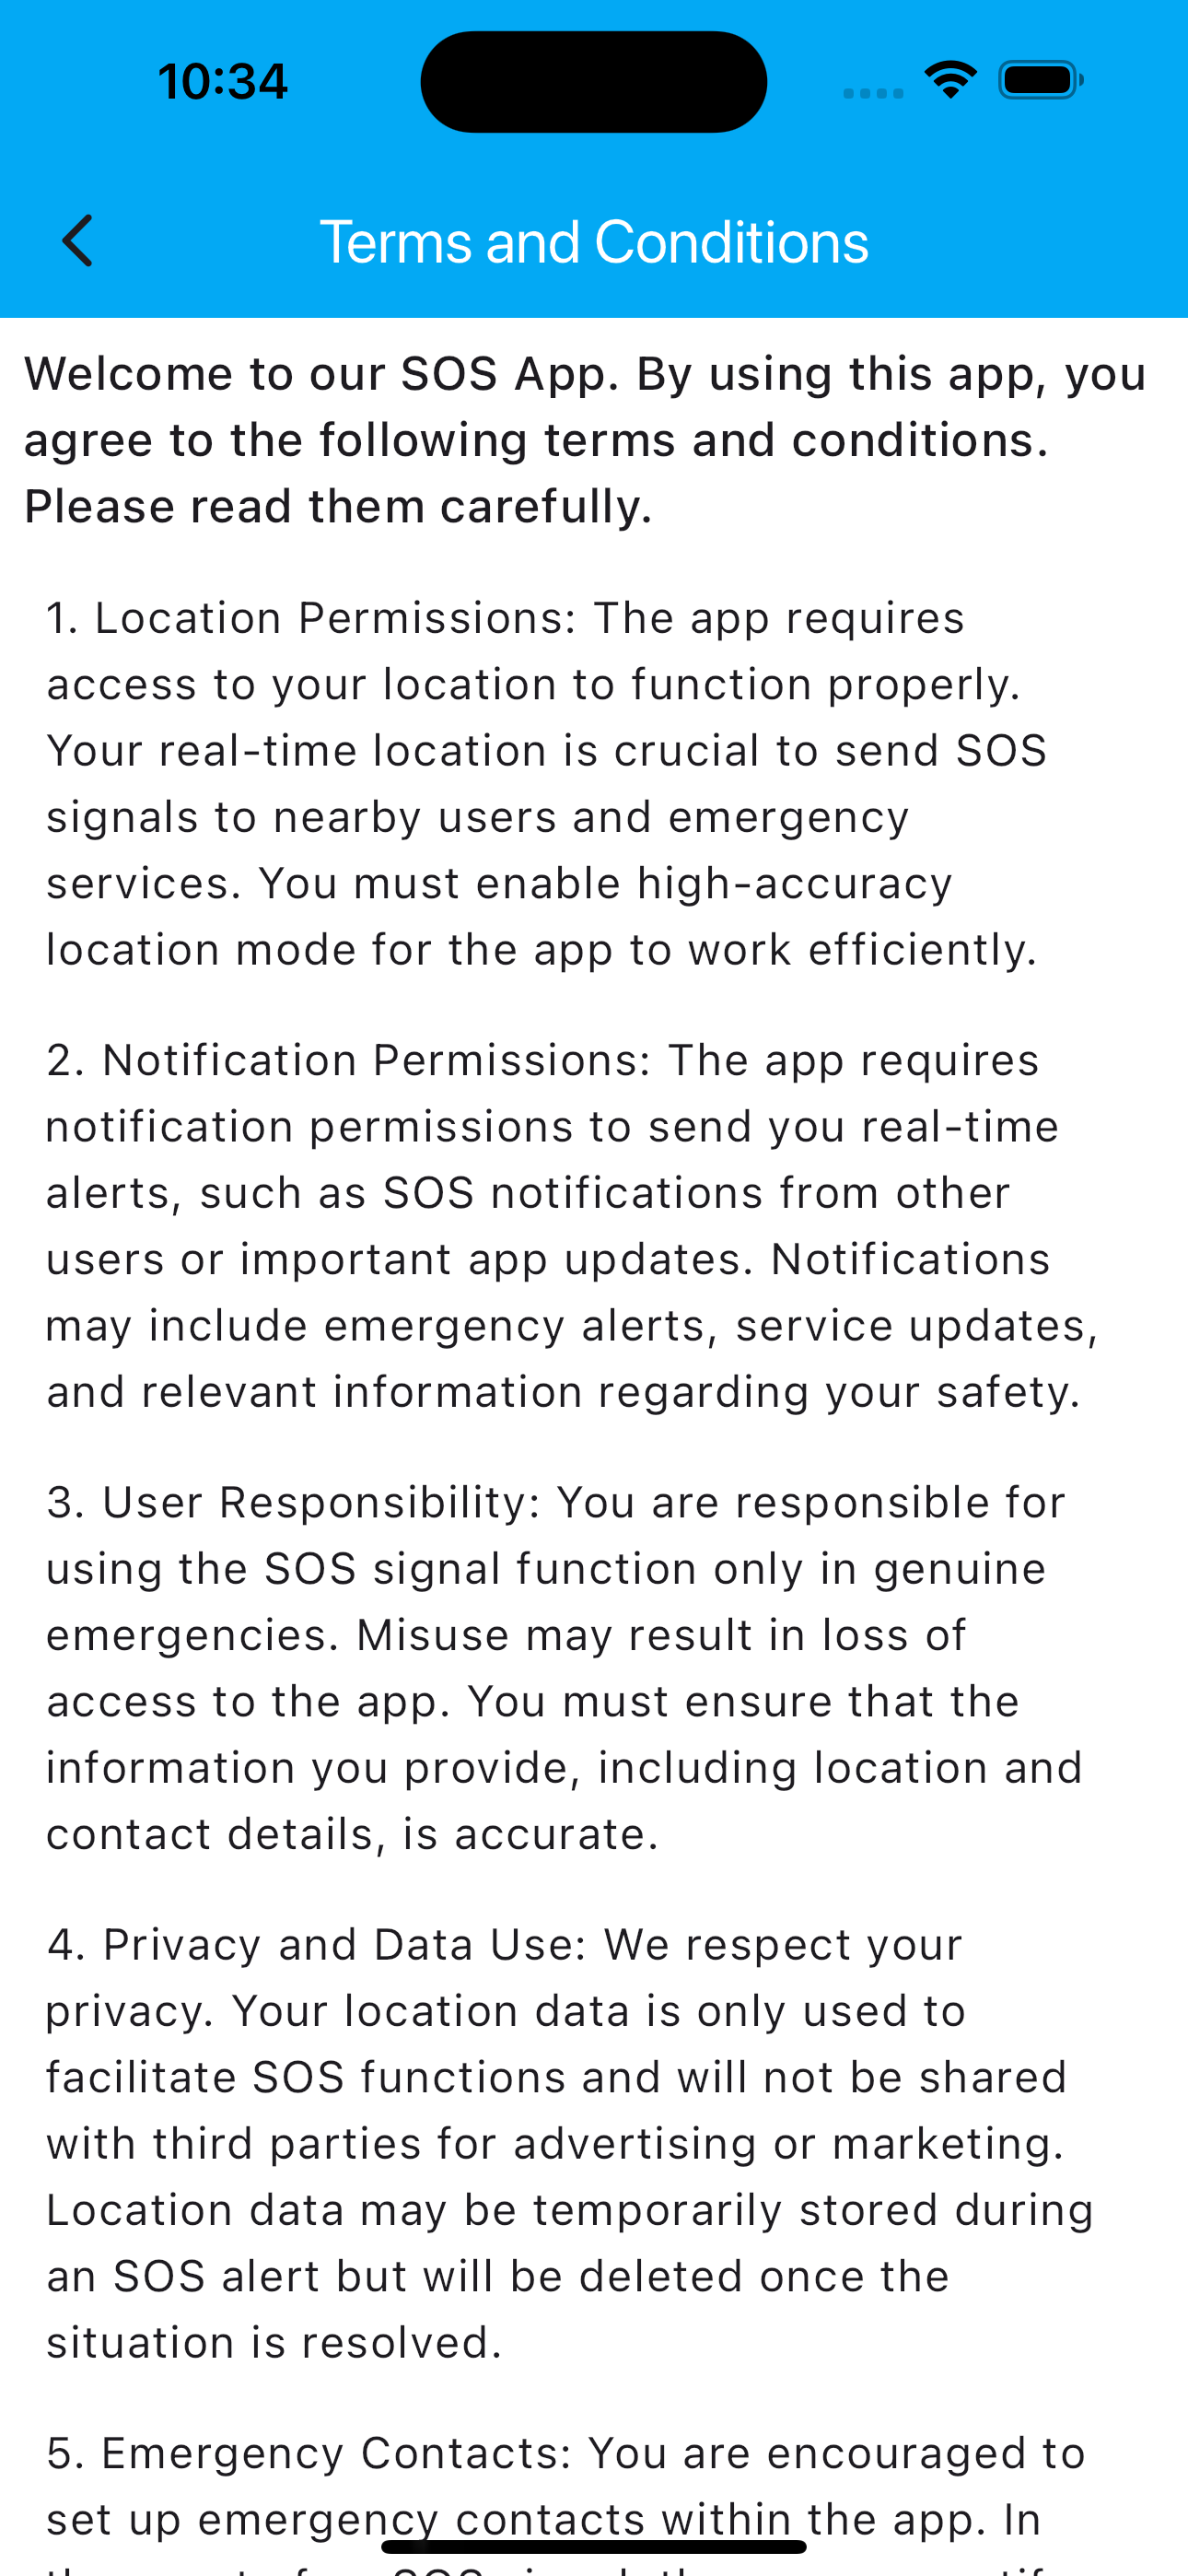 10:34
Terms and Conditions
Welcome to our SOS App. By using this app, you
agree to the following terms and conditions.
Please read them carefully.
1. Location Permissions: The app requires
access to your location to function properly.
Your real-time location is crucial to send SOS
signals to nearby users and emergency
services. You must enable high-accuracy
location mode for the app to work efficiently.
2. Notification Permissions: The app requires
notification permissions to send you real-time
alerts, such as SOS notifications from other
users or important app updates. Notifications
may include emergency alerts, service updates,
and relevant information regarding your safety.
3. User Responsibility: You are responsible for
using the SOS signal function only in genuine
emergencies. Misuse may result in loss of
access to the app. You must ensure that the
information you provide, including location and
contact details, is accurate.
4. Privacy and Data Use: We respect your
privacy. Your location data is only used to
facilitate SOS functions and will not be shared
with third parties for advertising or marketing.
Location data may be temporarily stored during
an SOS alert but will be deleted once the
situation is resolved.
5. Emergency Contacts: You are encouraged to
set up emergency contacts within the app. In